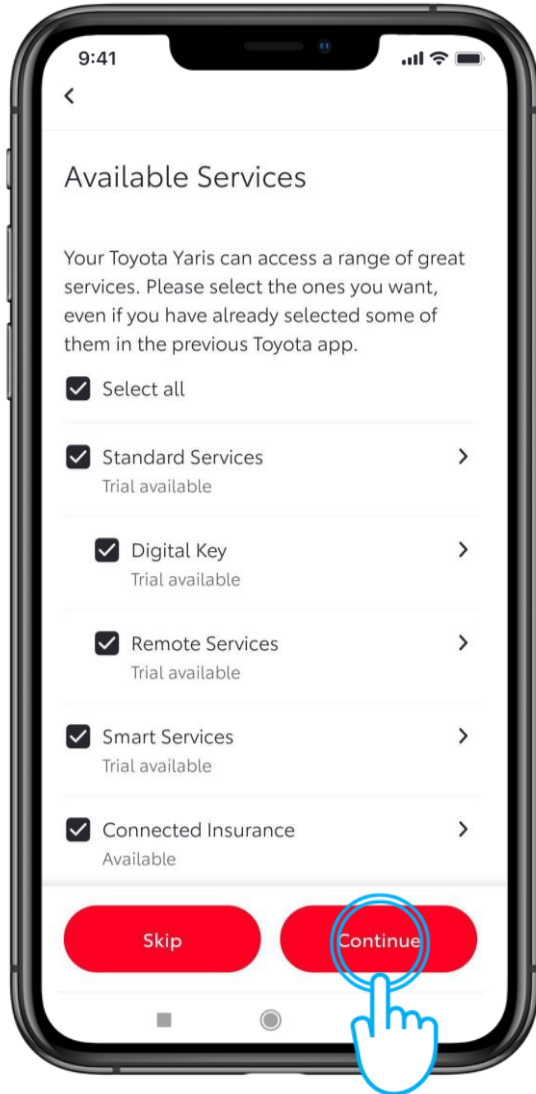 9:41
Available Services
Your Toyota Yaris can access a range of great
services. Please select the ones you want,
even if you have already selected some of
them in the previous Toyota app.
Select all
Standard Services
Trial available
Digital Key
Trial available
Remote Services
Trial available
Smart Services
Trial available
Connected Insurance
Available
Skip
Continue